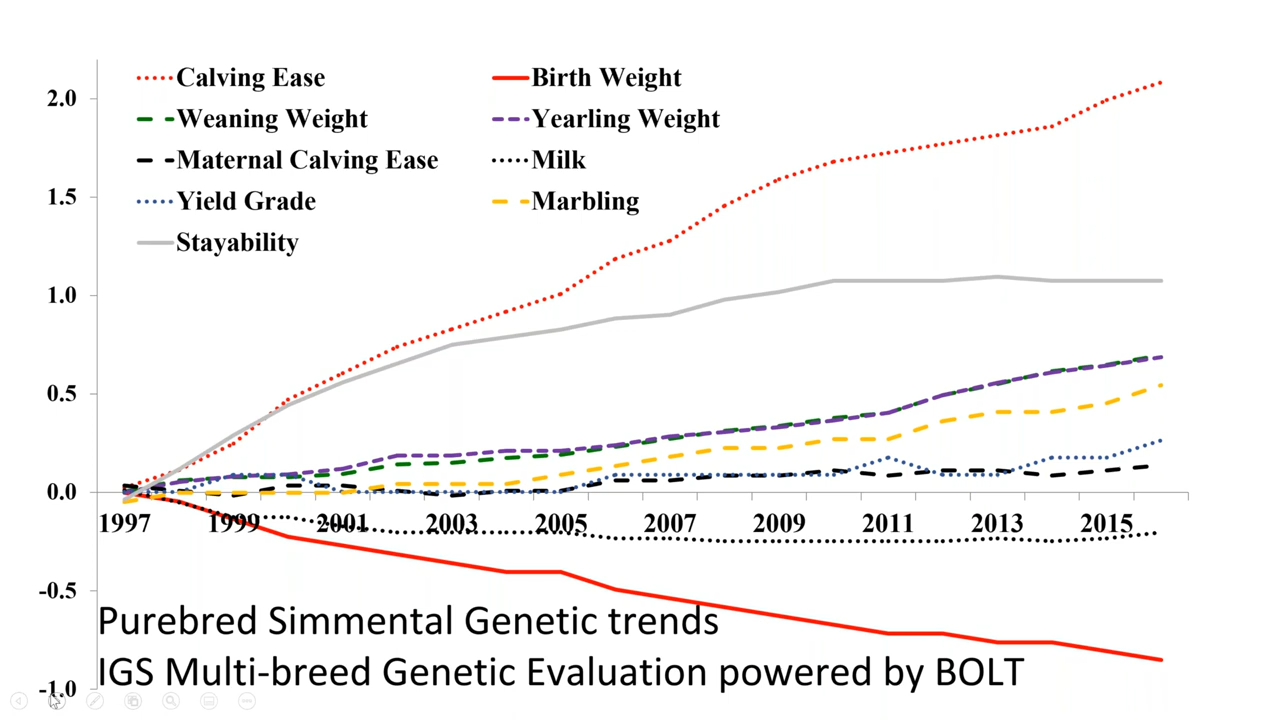 Calving Ease Birth Weight
2.0
Weaning Weight Yearling Weight
Maternal Calving Ease Milk
1.5
Yield Grade Marbling
Stayability
1.0
0.5
0.0
1997 1999 2001 2003 2005 2007 2009 2011 2013 2015
-0.5
Purebred Simmental Genetic trends
IGS Multi-breed Genetic Evaluation powered by BOLT
-1.0